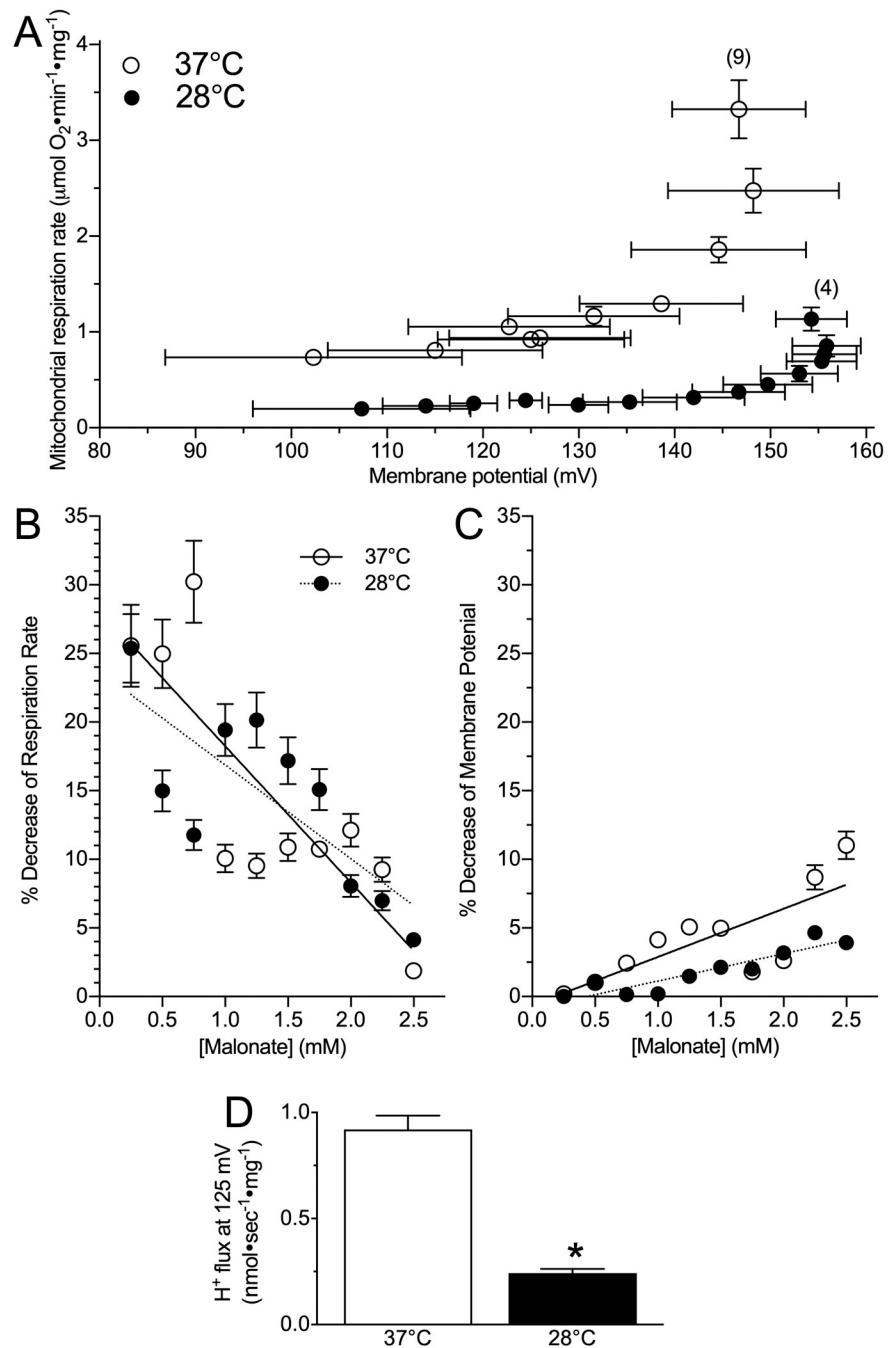 A
Mitochondrial respiration rate (μmol O2•min-1•mg-1)
4
3
2
1
0
37°C
28°C
(9)
(4)
80 90 100 110 120 130 140 150 160
Membrane potential (mV)
B
% Decrease of Respiration Rate
35
30
25
20
15
10
5
0
37°C
28°C
0.0 0.5 1.0 1.5 2.0 2.5
[Malonate] (mM)
C
% Decrease of Membrane Potenial
35
30
25
20
15
10
5
0
0.0 0.5 1.0 1.5 2.0 2.5
[Malonate] (mM)
D
H+ flux at 125 mV
(nmol•sec-1•mg-1)
1.0
0.5
0.0
*
37°C 28°C